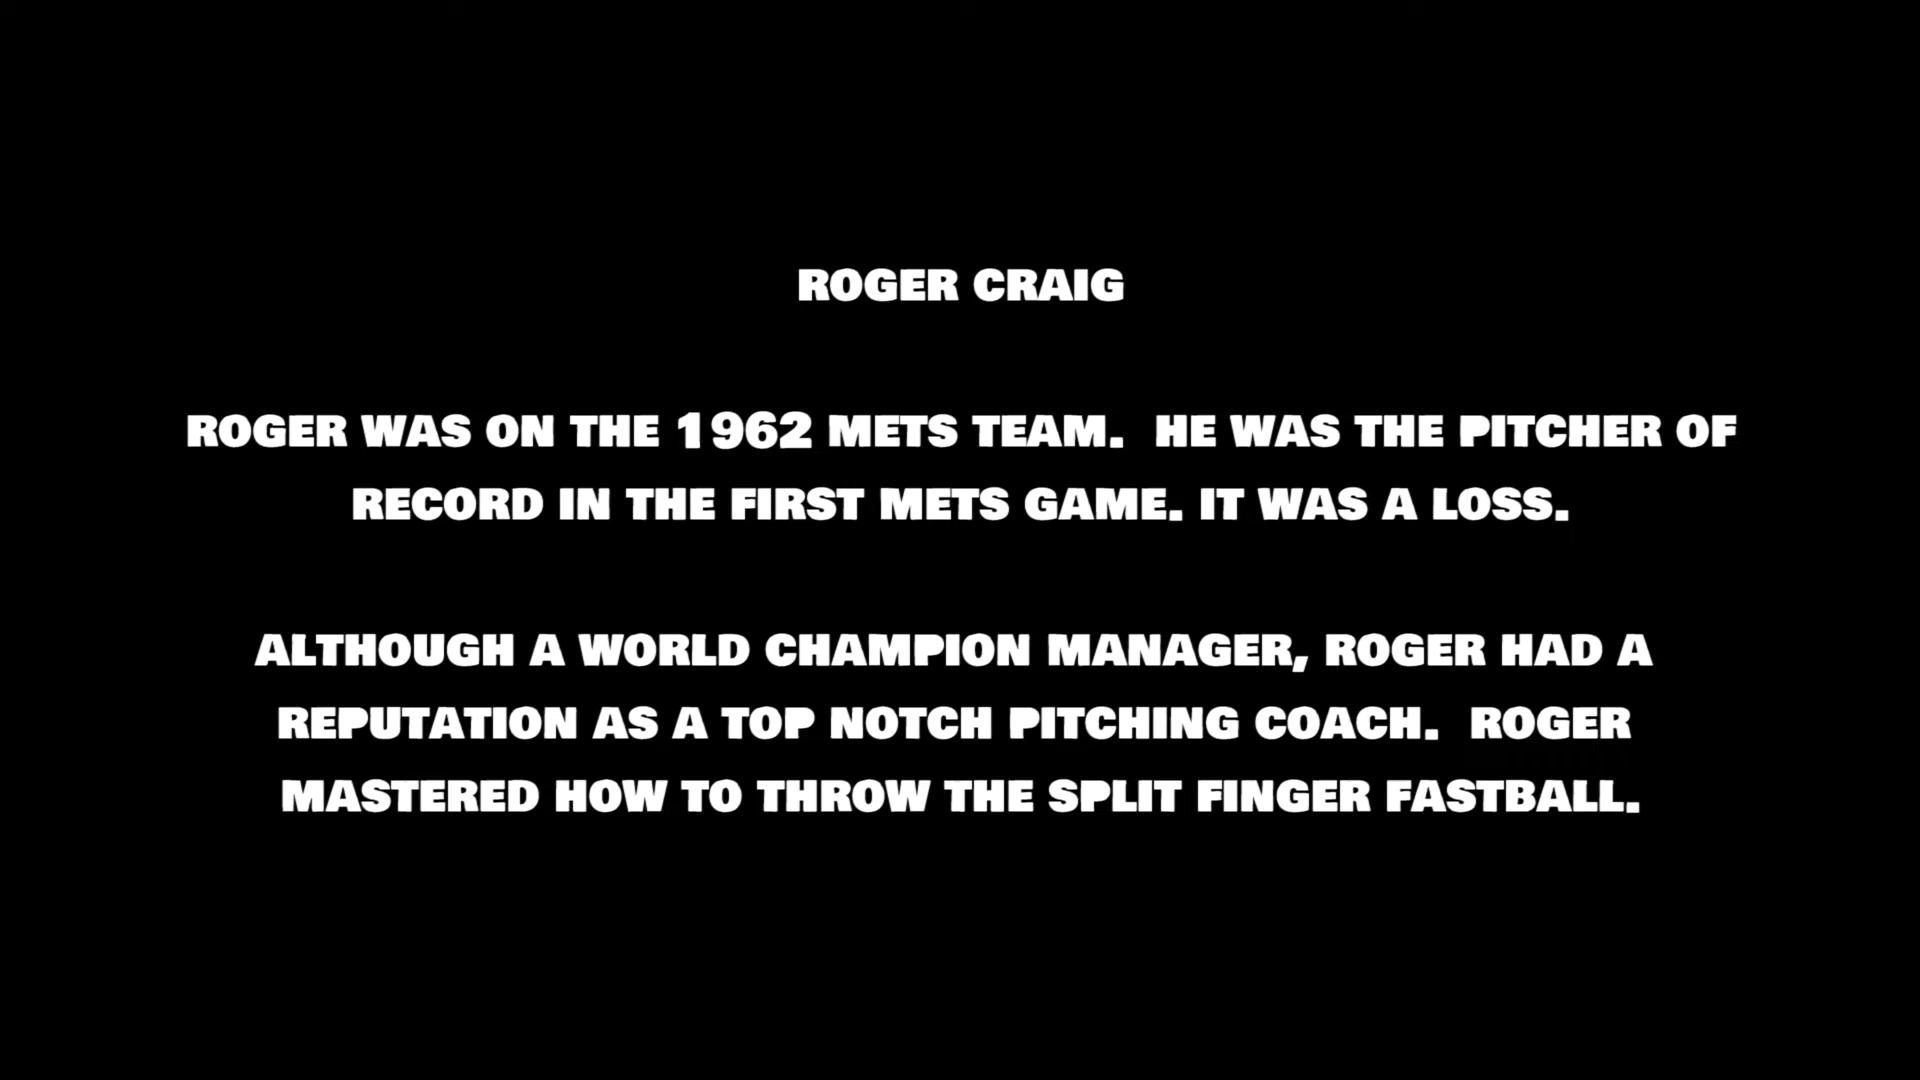 ROGER CRAIG
ROGER WAS ON THE 1962 METS TEAM.  HE WAS THE PITCHER OF
RECORD IN THE FIRST METS GAME. IT WAS A LOSS.
ALTHOUGH A WORLD CHAMPION MANAGER, ROGER HAD A
REPUTATION AS A TOP NOTCH PITCHING COACH.  ROGER
MASTERED HOW TO THROW THE SPLIT FINGER FASTBALL.